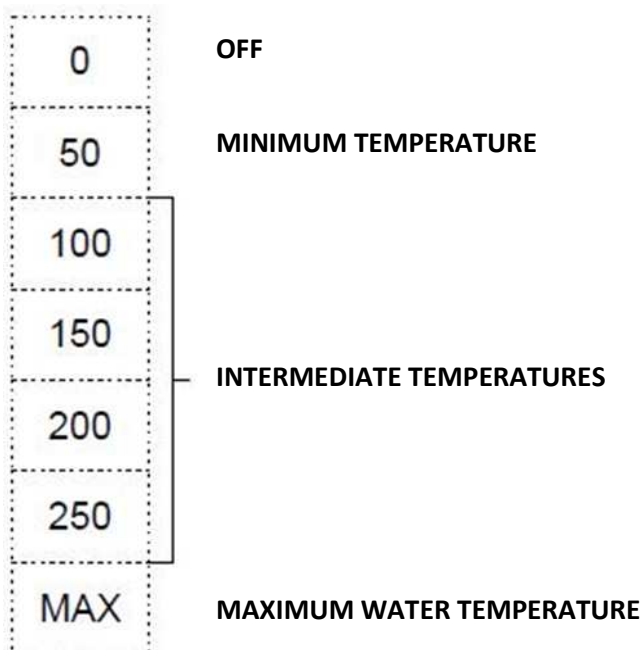 0 OFF
50 MINIMUM TEMPERATURE
100
150
INTERMEDIATE TEMPERATURES
200
250
MAX MAXIMUM WATER TEMPERATURE